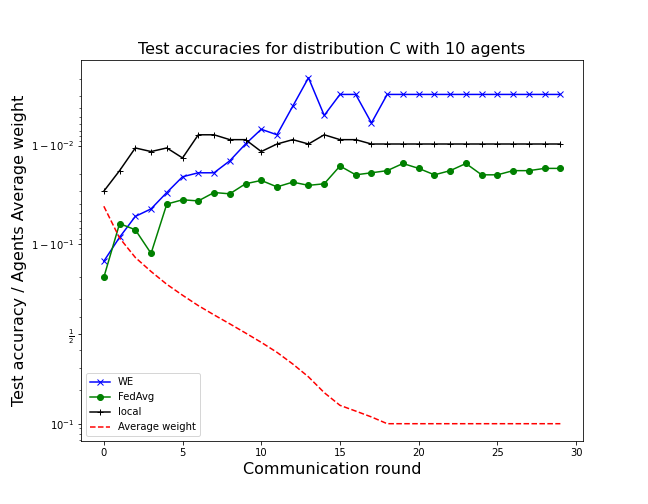 Test accuracies for distribution C with 10 agents
Test accuracy / Agents Average weight
1 − 10⁻²
1 − 10⁻¹
1/2
10⁻¹
WE
FedAvg
local
Average weight
0 5 10 15 20 25 30
Communication round